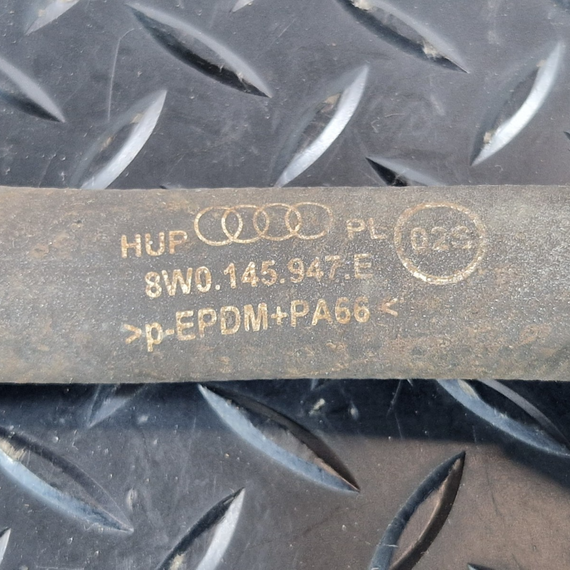 HUP PL 02S
8W0.145.947.E
>p-EPDM+PA66<